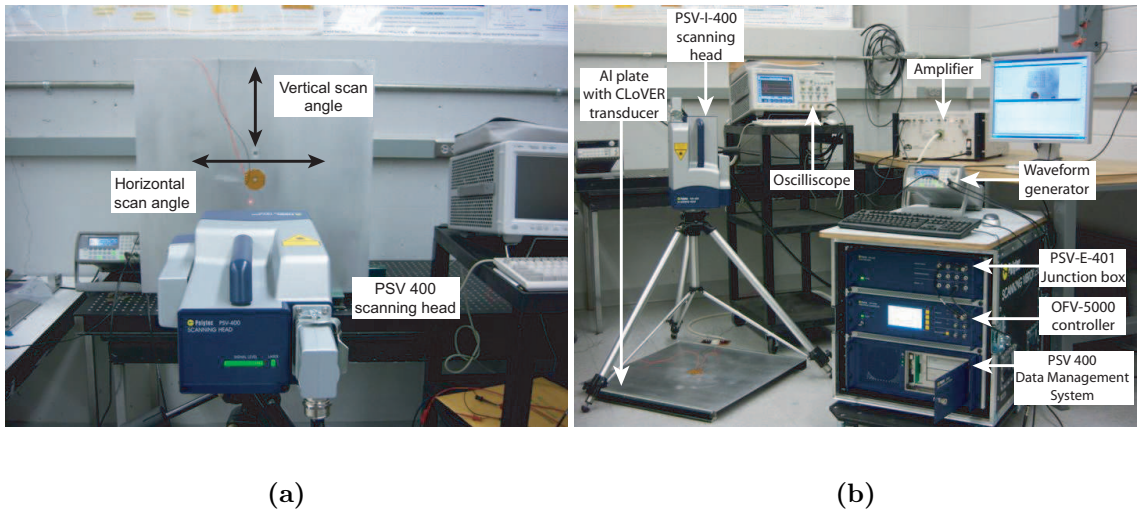 Vertical scan
angle
Horizontal
scan angle
PSV 400
scanning head
Polytec PSV-400
SCANNING HEAD
PSV-I-400
scanning
head
Al plate
with CLoVER
transducer
Amplifier
Oscilliscope
Waveform
generator
PSV-E-401
Junction box
OFV-5000
controller
PSV 400
Data Management
System
(a)
(b)